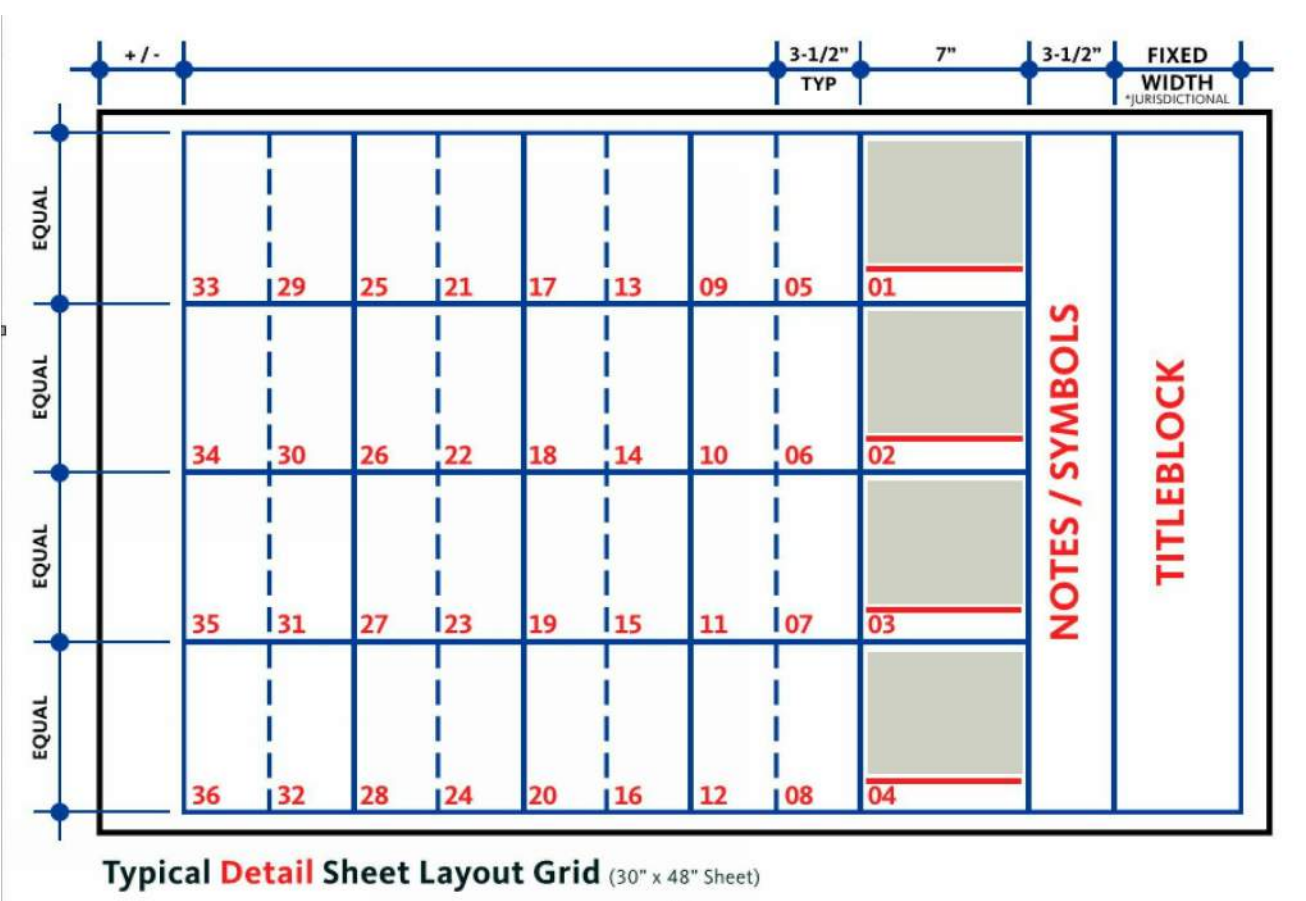 + / - 3-1/2" 7" 3-1/2" FIXED
TYP WIDTH
*JURISDICTIONAL
EQUAL
33 29 25 21 17 13 09 05 01
EQUAL
34 30 26 22 18 14 10 06 02
EQUAL
35 31 27 23 19 15 11 07 03
EQUAL
36 32 28 24 20 16 12 08 04
NOTES / SYMBOLS
TITLEBLOCK
Typical Detail Sheet Layout Grid (30" x 48" Sheet)